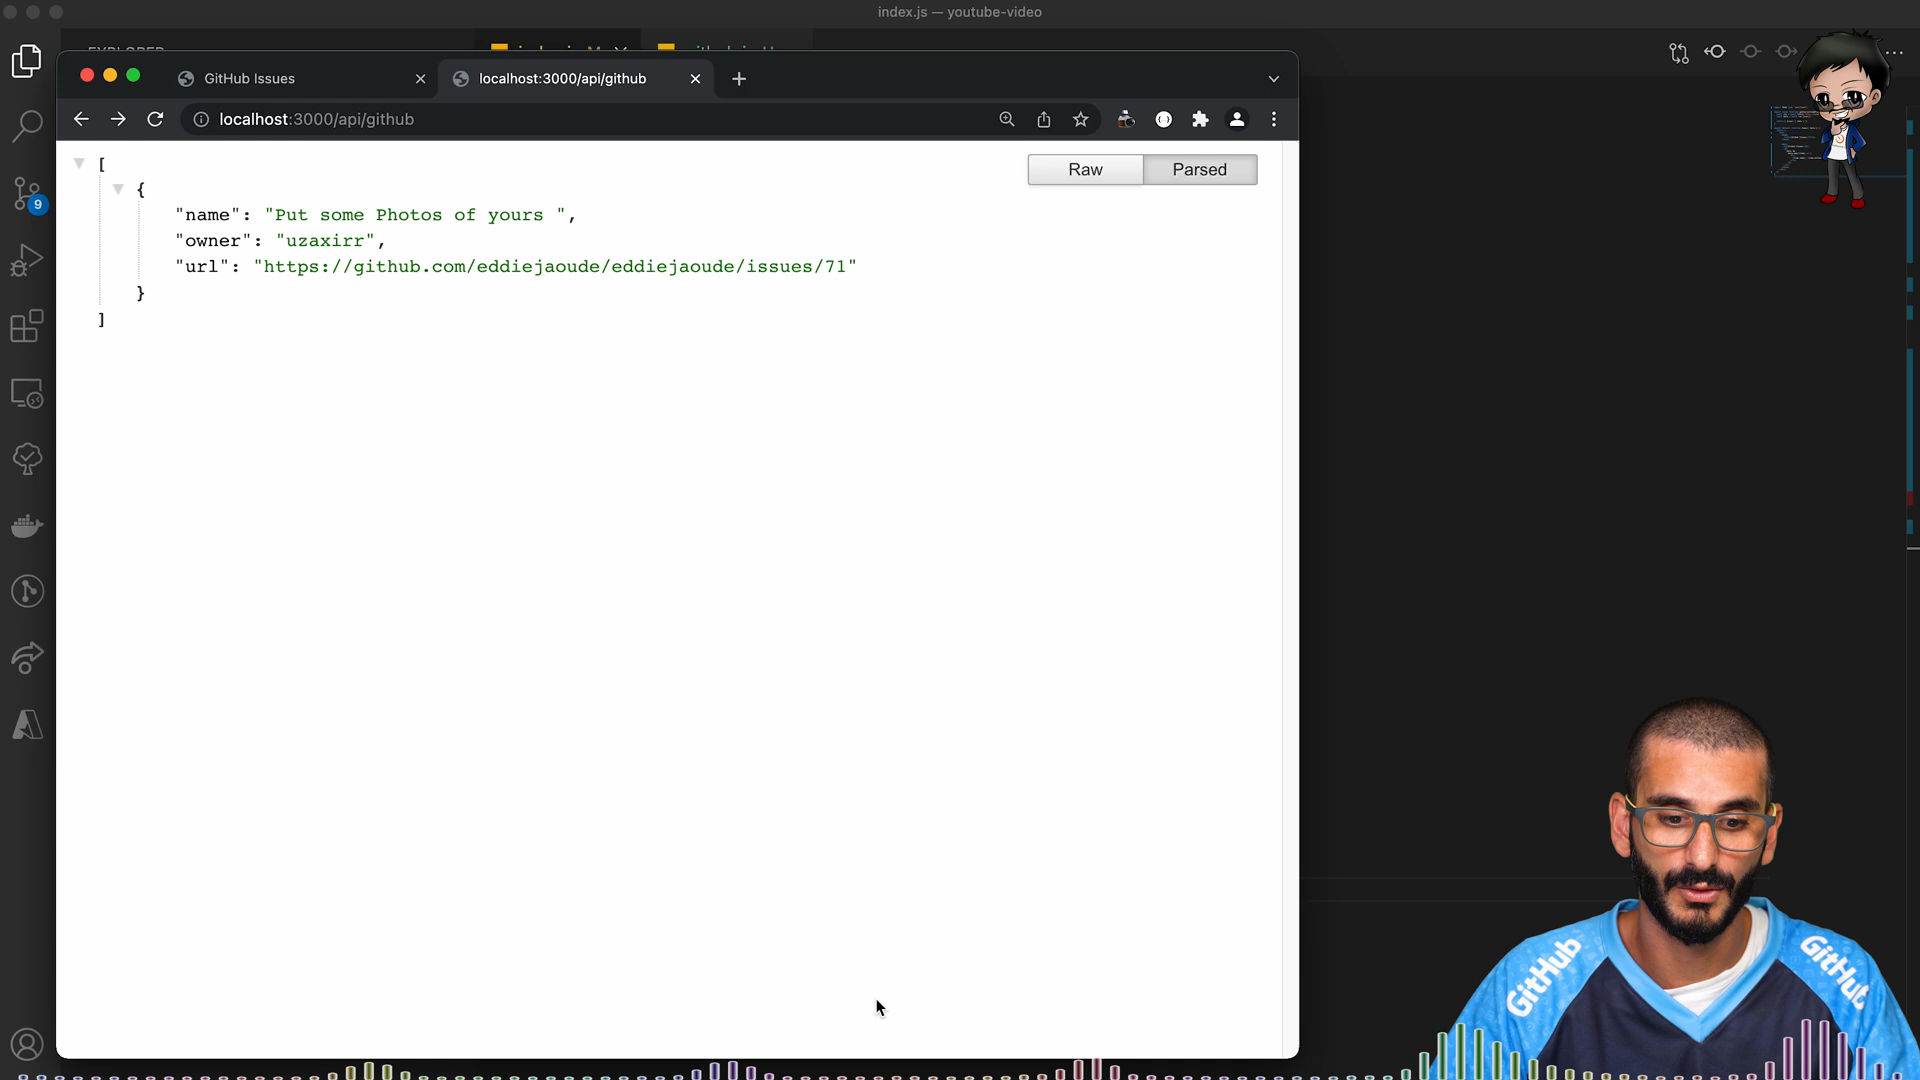 index.js — youtube-video
EXPLORER
GitHub Issues
localhost:3000/api/github
localhost:3000/api/github
Raw
Parsed
[
{
"name": "Put some Photos of yours ",
"owner": "uzaxirr",
"url": "https://github.com/eddiejaoude/eddiejaoude/issues/71"
}
]
9
GitHub
GitHub